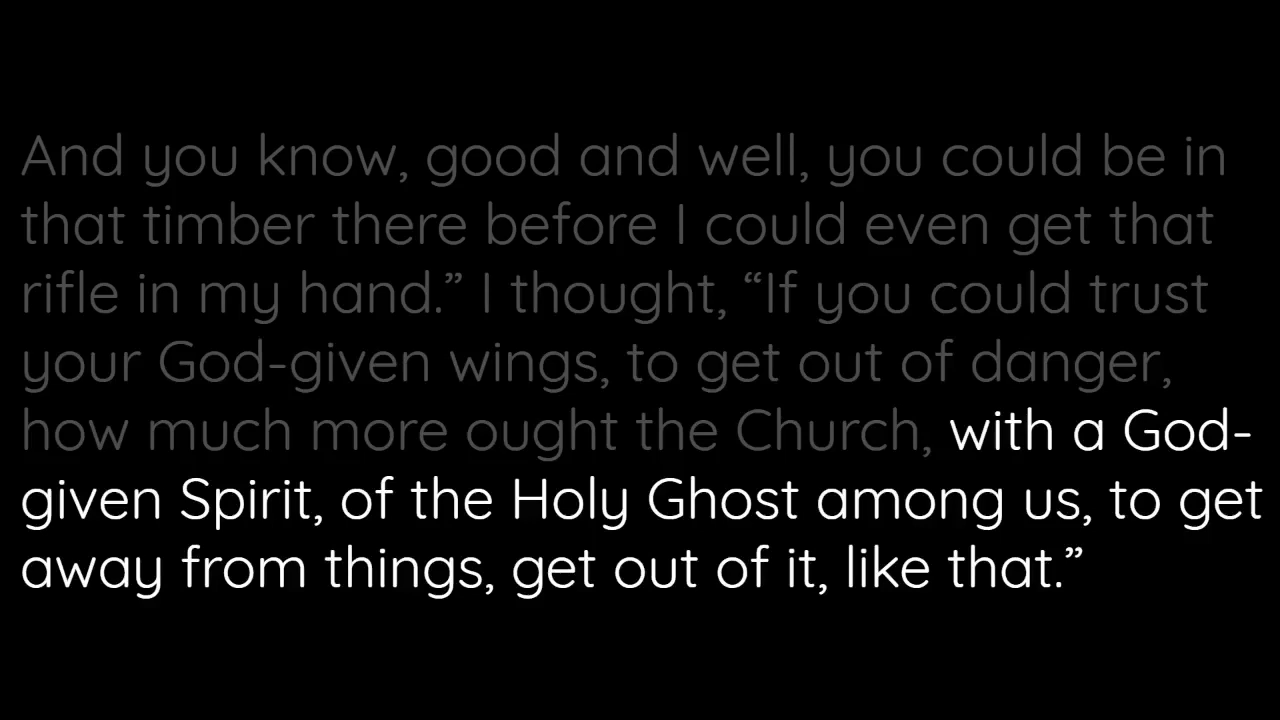 And you know, good and well, you could be in
that timber there before I could even get that
rifle in my hand.” I thought, “If you could trust
your God-given wings, to get out of danger,
how much more ought the Church, with a God-
given Spirit, of the Holy Ghost among us, to get
away from things, get out of it, like that.”